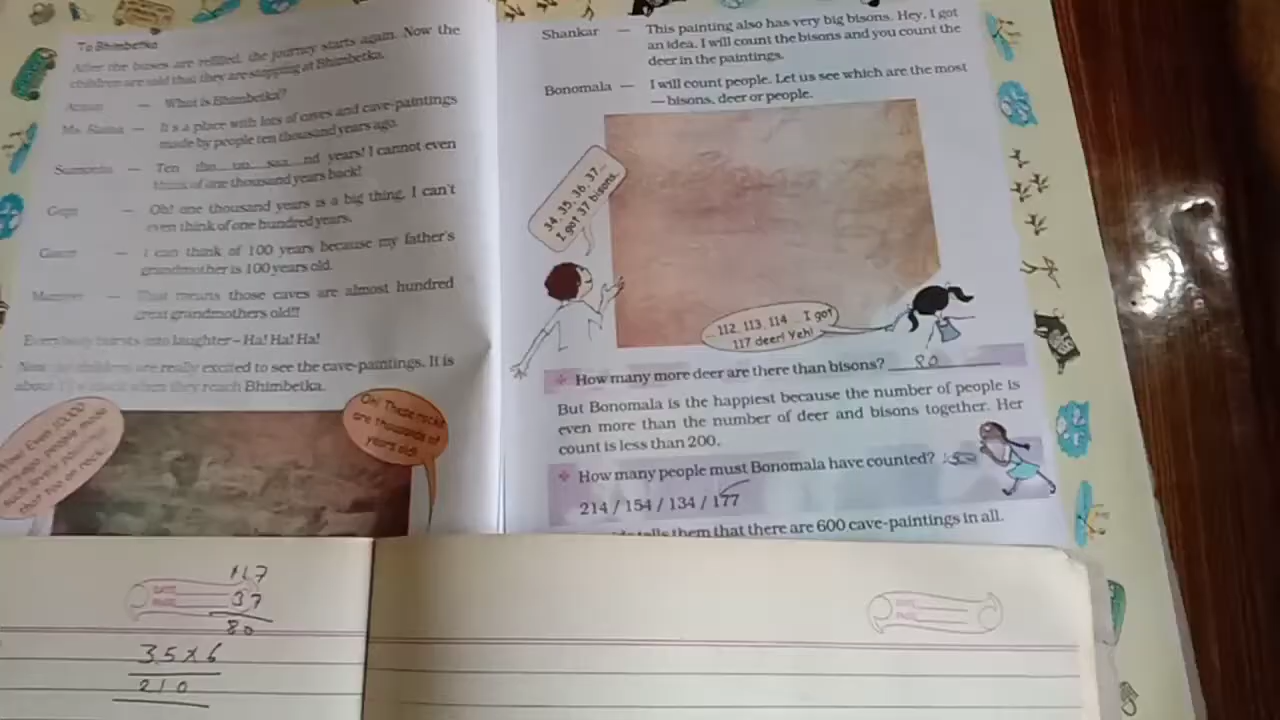 To Bhimbetka
After the buses are refilled, the journey starts again. Now the
children are told that they are stopping at Bhimbetka.
— What is Bhimbetka?
— It's a place with lots of caves and cave-paintings
made by people ten thousand years ago.
— Ten years! I cannot even
think of one thousand years back!
Gopi — Oh! one thousand years is a big thing, I can't
even think of one hundred years.
— I can think of 100 years because my father's
grandmother is 100 years old.
— That means those caves are almost hundred
great grandmothers old!!!
Everybody bursts into laughter – Ha! Ha! Ha!
Now the children are really excited to see the cave-paintings. It is
about when they reach Bhimbetka.
Oh! These rocks
are thousands of
years old!
Shankar — This painting also has very big bisons. Hey, I got
an idea. I will count the bisons and you count the
deer in the paintings.
Bonomala — I will count people. Let us see which are the most
— bisons, deer or people.
34, 35, 36, 37...
I got 37 bisons.
...112, 113, 114 ... I got
117 deer! Yeh!
How many more deer are there than bisons? 80
But Bonomala is the happiest because the number of people is
even more than the number of deer and bisons together. Her
count is less than 200.
How many people must Bonomala have counted?
214 / 154 / 134 / 177
tells them that there are 600 cave-paintings in all.
117
37
80
35 x 6
210